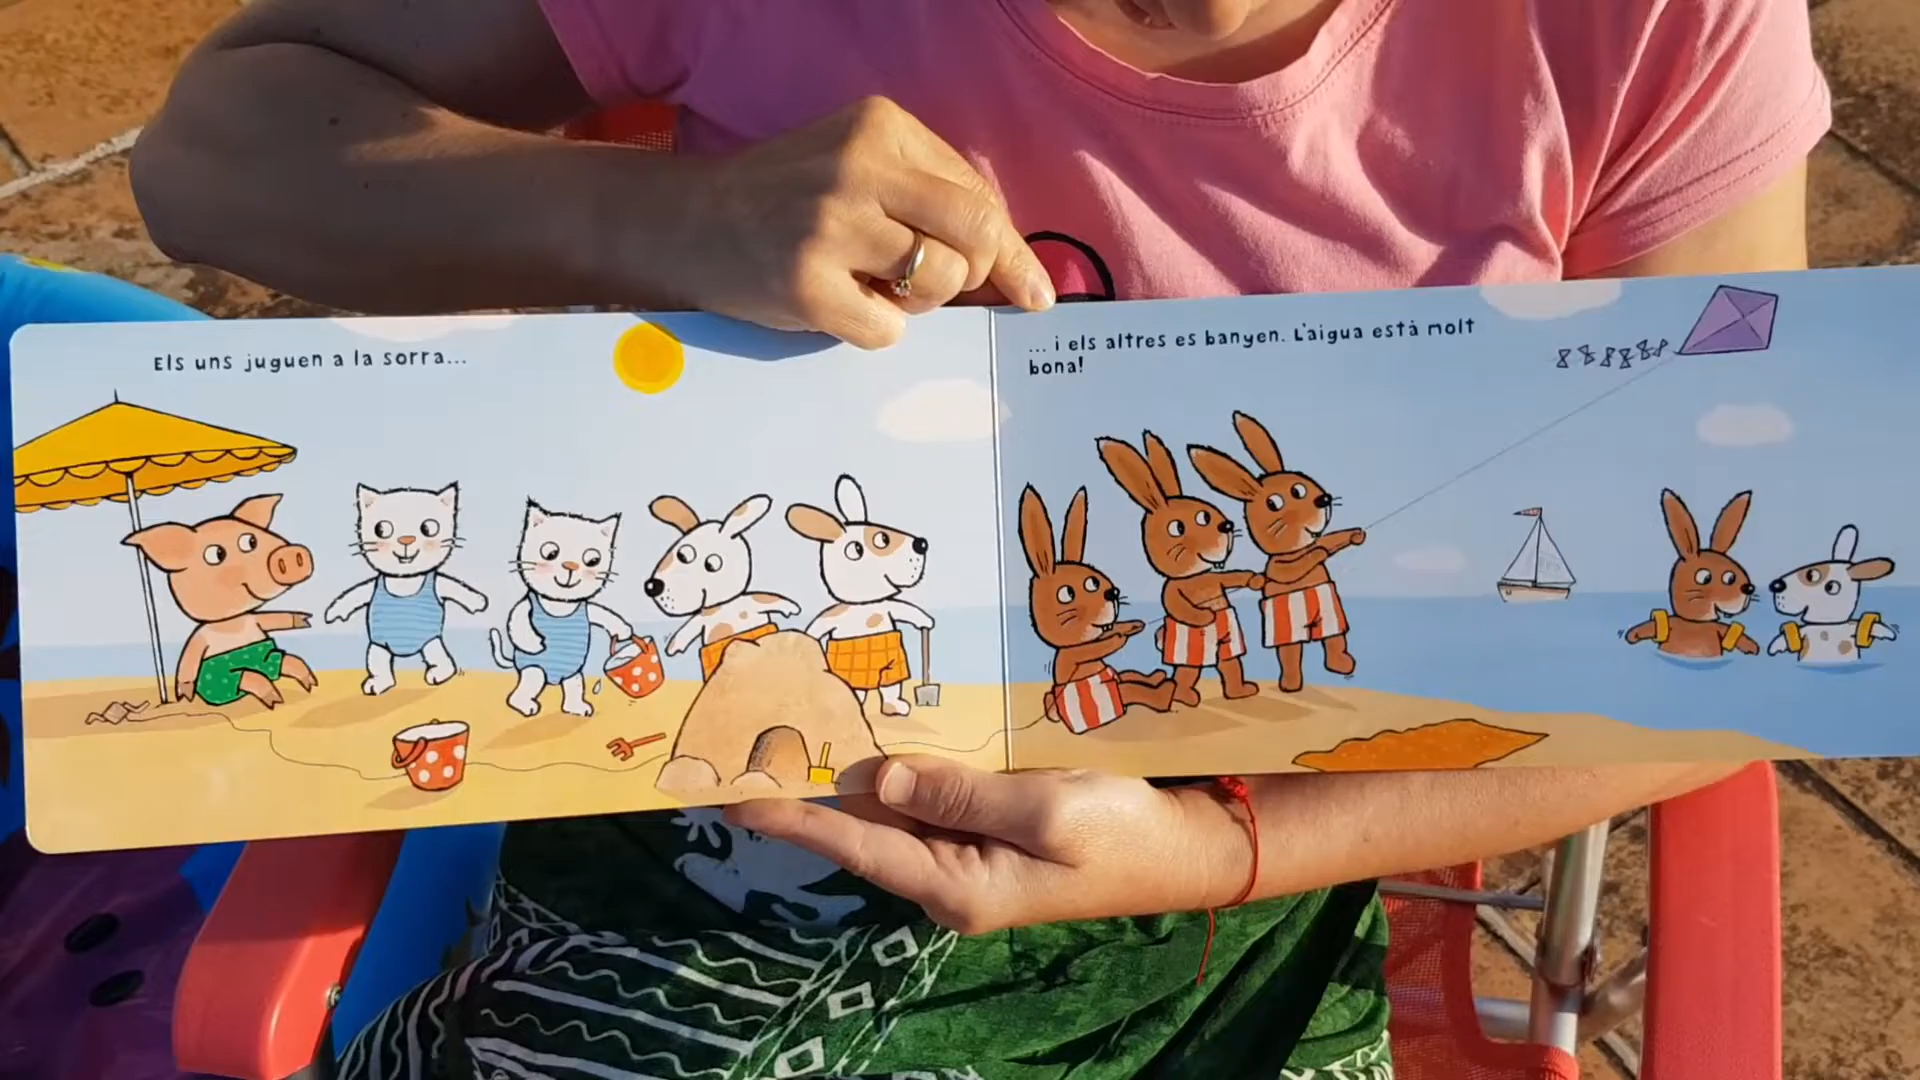 Els uns juguen a la sorra...
... i els altres es banyen. L'aigua està molt
bona!